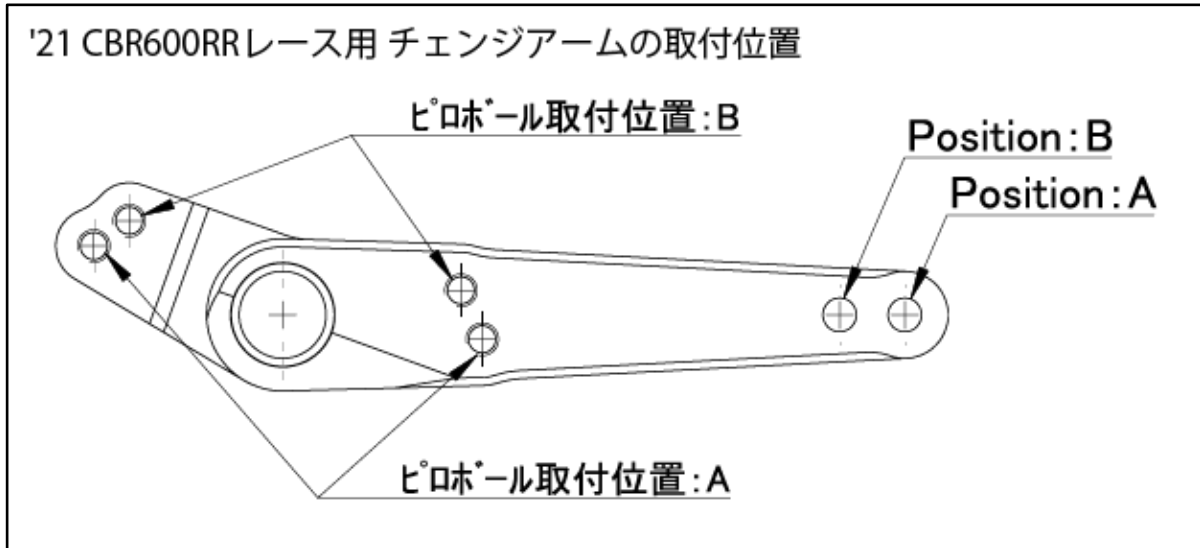 '21 CBR600RRレース用 チェンジアームの取付位置
ﾋﾟﾛﾎﾞｰﾙ取付位置:B
Position:B
Position:A
ﾋﾟﾛﾎﾞｰﾙ取付位置:A